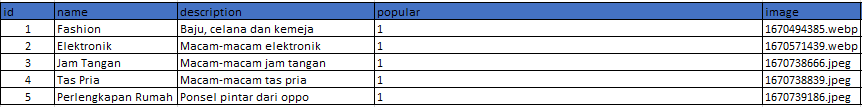 id name description popular image
1 Fashion Baju, celana dan kemeja 1 1670494385.webp
2 Elektronik Macam-macam elektronik 1 1670571439.webp
3 Jam Tangan Macam-macam jam tangan 1 1670738666.jpeg
4 Tas Pria Macam-macam tas pria 1 1670738839.jpeg
5 Perlengkapan Rumah Ponsel pintar dari oppo 1 1670739186.jpeg